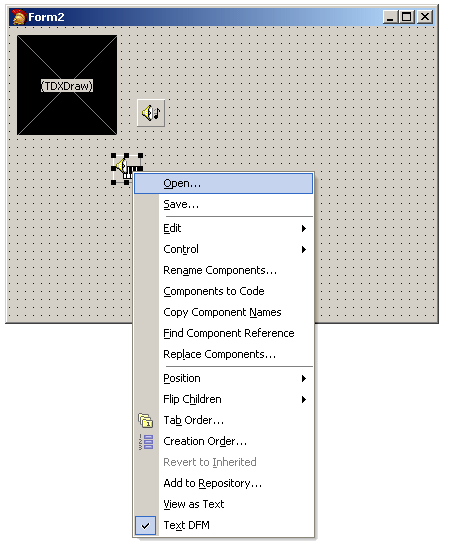 Form2
(TDXDraw)
Open...
Save...
Edit
Control
Rename Components...
Components to Code
Copy Component Names
Find Component Reference
Replace Components...
Position
Flip Children
Tab Order...
Creation Order...
Revert to Inherited
Add to Repository...
View as Text
Text DFM